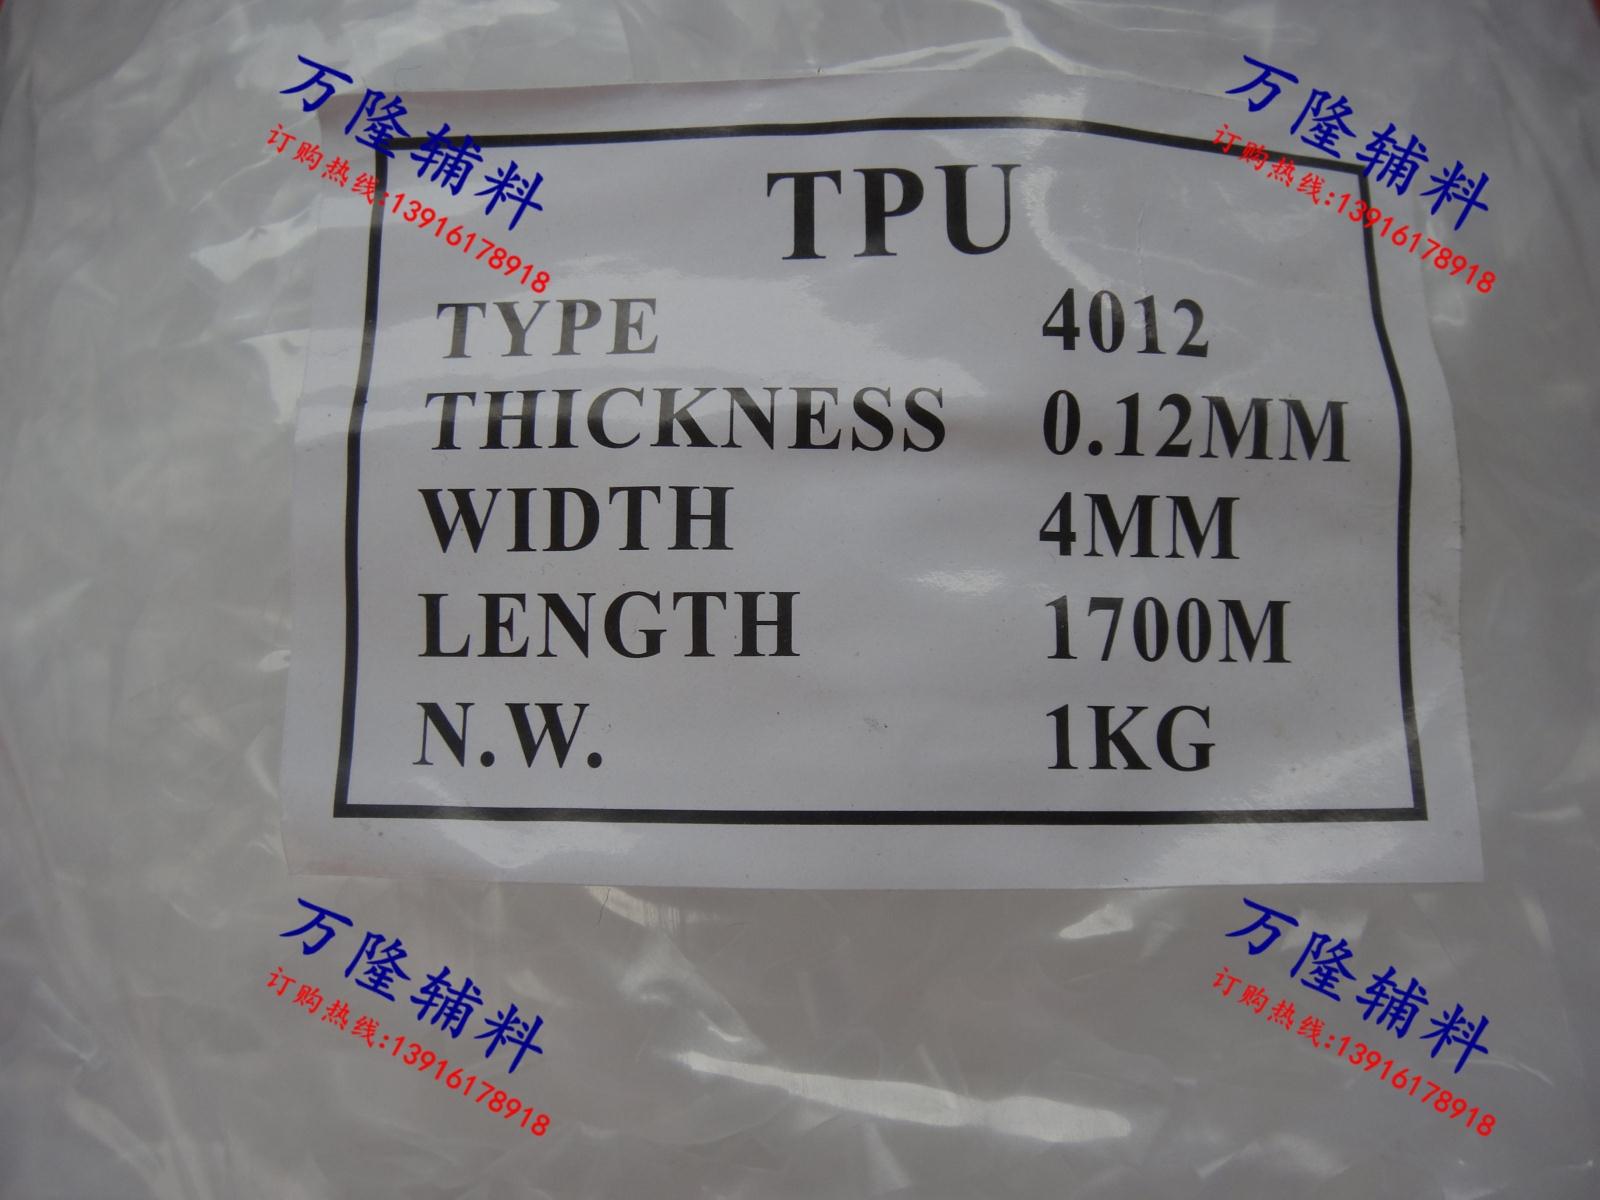 万隆辅料
订购热线:13916178918
万隆辅料
订购热线:13916178918
TPU
TYPE 4012
THICKNESS 0.12MM
WIDTH 4MM
LENGTH 1700M
N.W. 1KG
万隆辅料
订购热线:13916178918
万隆辅料
订购热线:13916178918